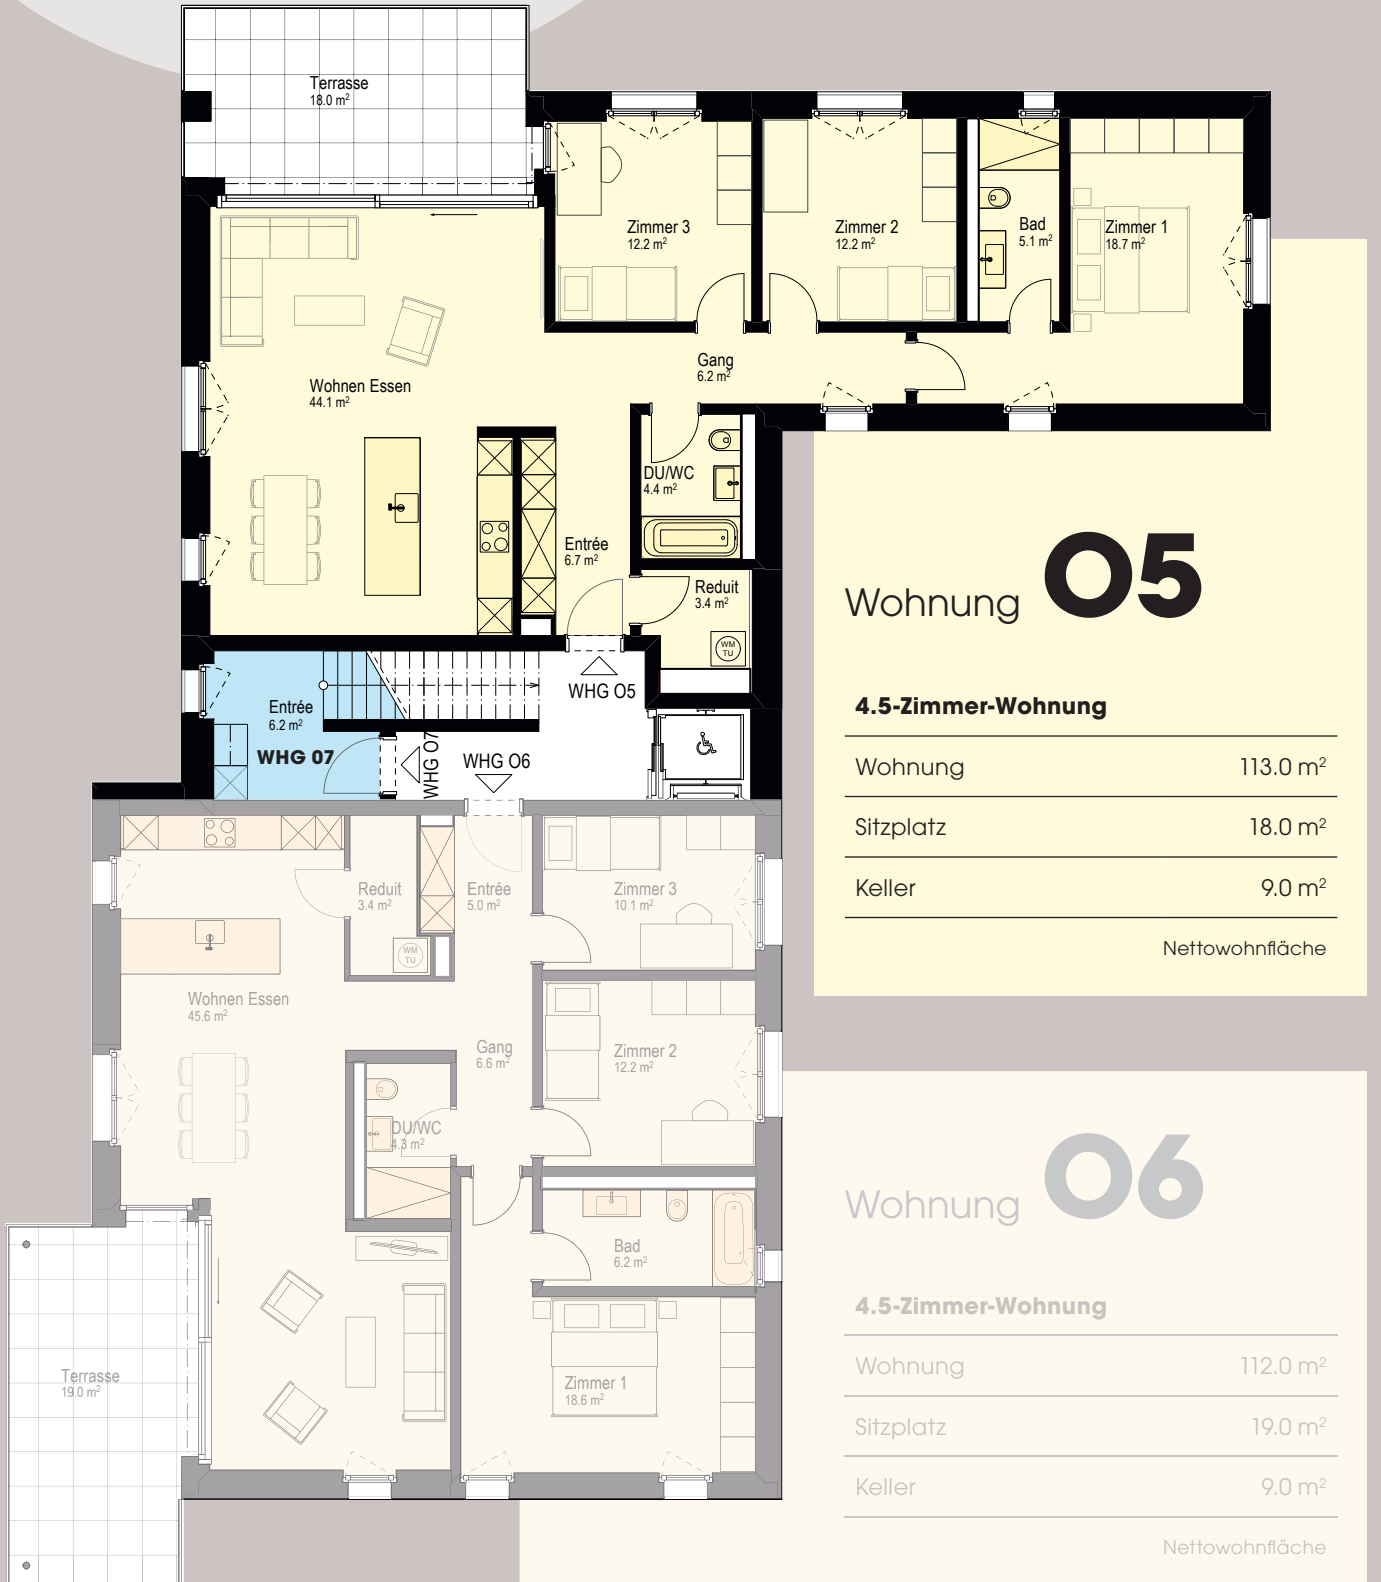 Terrasse
18.0 m²
Zimmer 3
12.2 m²
Zimmer 2
12.2 m²
Bad
5.1 m²
Zimmer 1
18.7 m²
Gang
6.2 m²
Wohnen Essen
44.1 m²
DU/WC
4.4 m²
Entrée
6.7 m²
Reduit
3.4 m²
WM
TU
WHG 05
Entrée
6.2 m²
WHG 07
WHG 07
WHG 06
Wohnung 05
4.5-Zimmer-Wohnung
Wohnung 113.0 m²
Sitzplatz 18.0 m²
Keller 9.0 m²
Nettowohnfläche
Reduit
3.4 m²
WM
TU
Entrée
5.0 m²
Zimmer 3
10.1 m²
Wohnen Essen
45.6 m²
Gang
6.6 m²
Zimmer 2
12.2 m²
DU/WC
4.3 m²
Bad
6.2 m²
Terrasse
19.0 m²
Zimmer 1
18.6 m²
Wohnung 06
4.5-Zimmer-Wohnung
Wohnung 112.0 m²
Sitzplatz 19.0 m²
Keller 9.0 m²
Nettowohnfläche